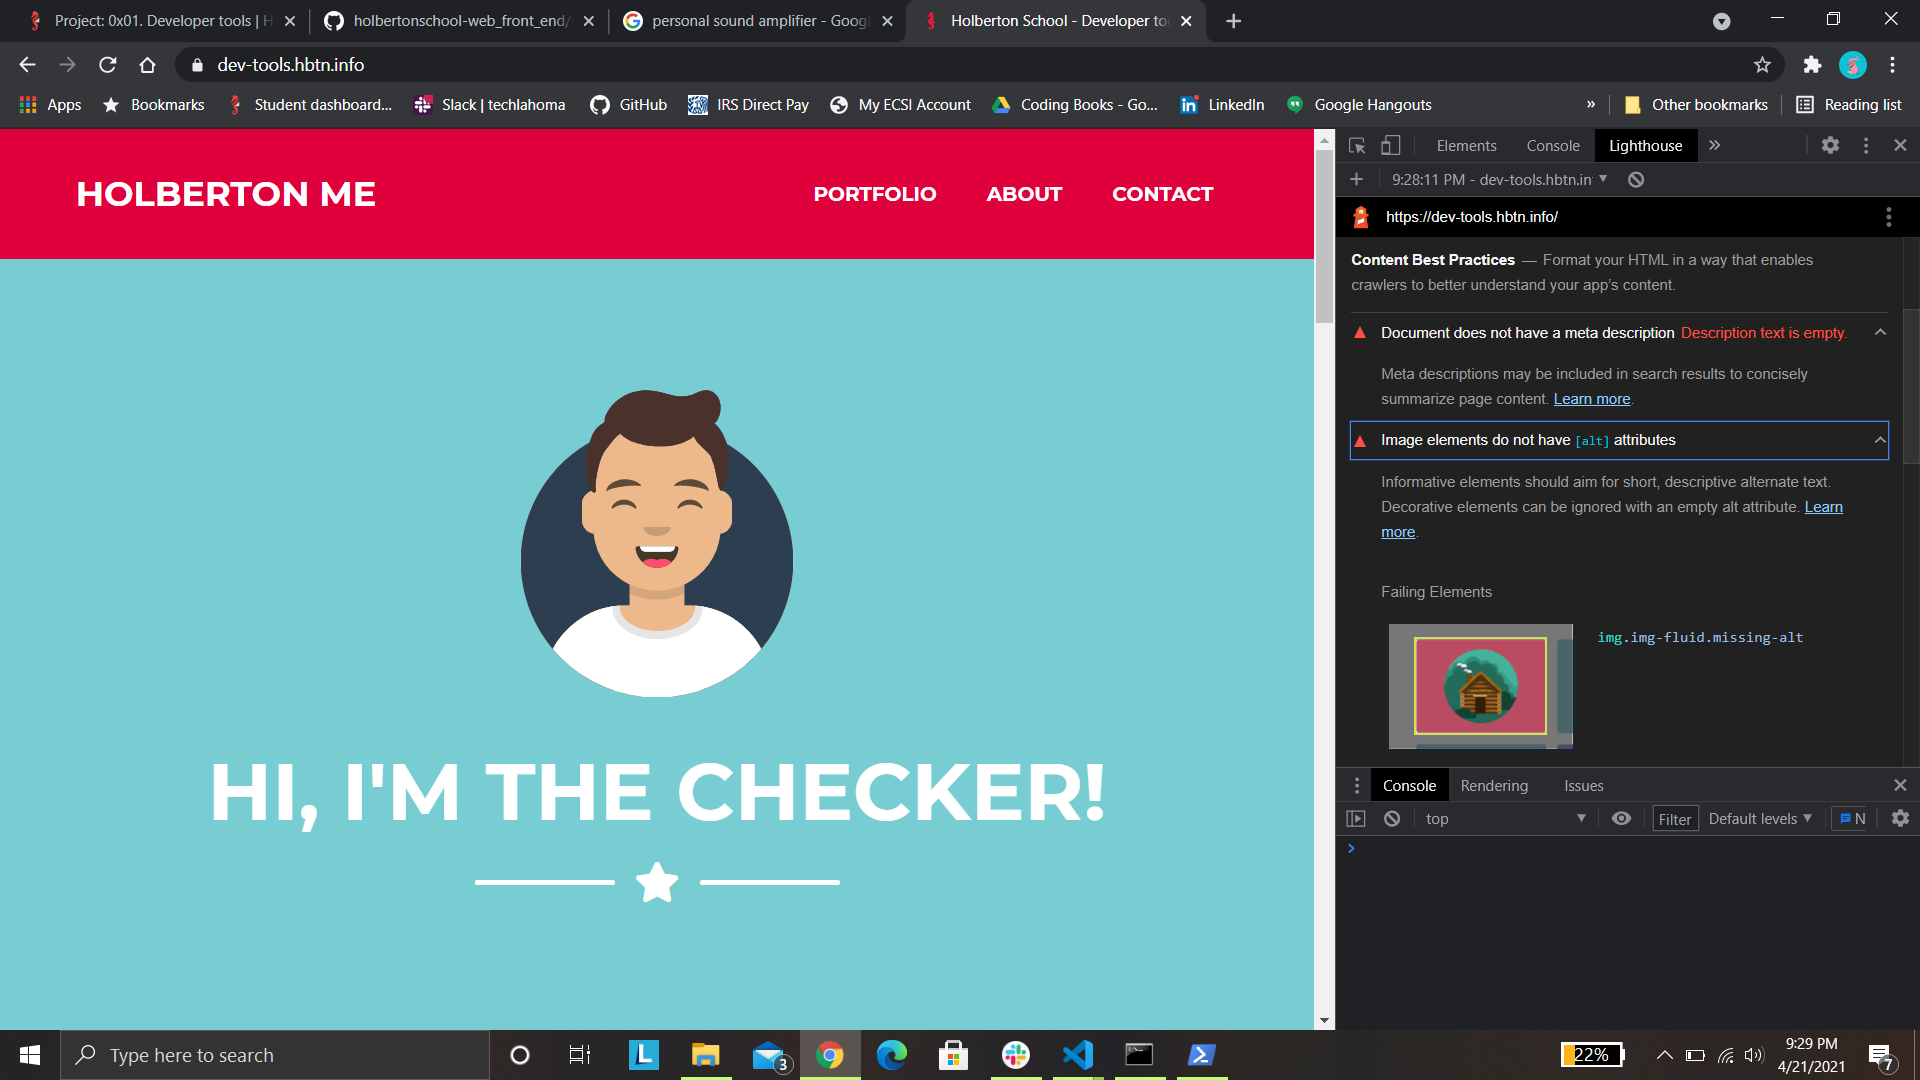 Project: 0x01. Developer tools | H
holbertonschool-web_front_end/
personal sound amplifier - Googl
Holberton School - Developer to
dev-tools.hbtn.info
Apps
Bookmarks
Student dashboard...
Slack | techlahoma
GitHub
IRS Direct Pay
My ECSI Account
Coding Books - Go...
LinkedIn
Google Hangouts
»
Other bookmarks
Reading list
HOLBERTON ME
PORTFOLIO
ABOUT
CONTACT
HI, I'M THE CHECKER!
Elements
Console
Lighthouse
»
9:28:11 PM - dev-tools.hbtn.in
https://dev-tools.hbtn.info/
Content Best Practices — Format your HTML in a way that enables
crawlers to better understand your app's content.
Document does not have a meta description Description text is empty.
Meta descriptions may be included in search results to concisely
summarize page content. Learn more.
Image elements do not have [alt] attributes
Informative elements should aim for short, descriptive alternate text.
Decorative elements can be ignored with an empty alt attribute. Learn
more.
Failing Elements
img.img-fluid.missing-alt
Console
Rendering
Issues
top
Filter
Default levels
N
Type here to search
L
3
22%
9:29 PM
4/21/2021
7